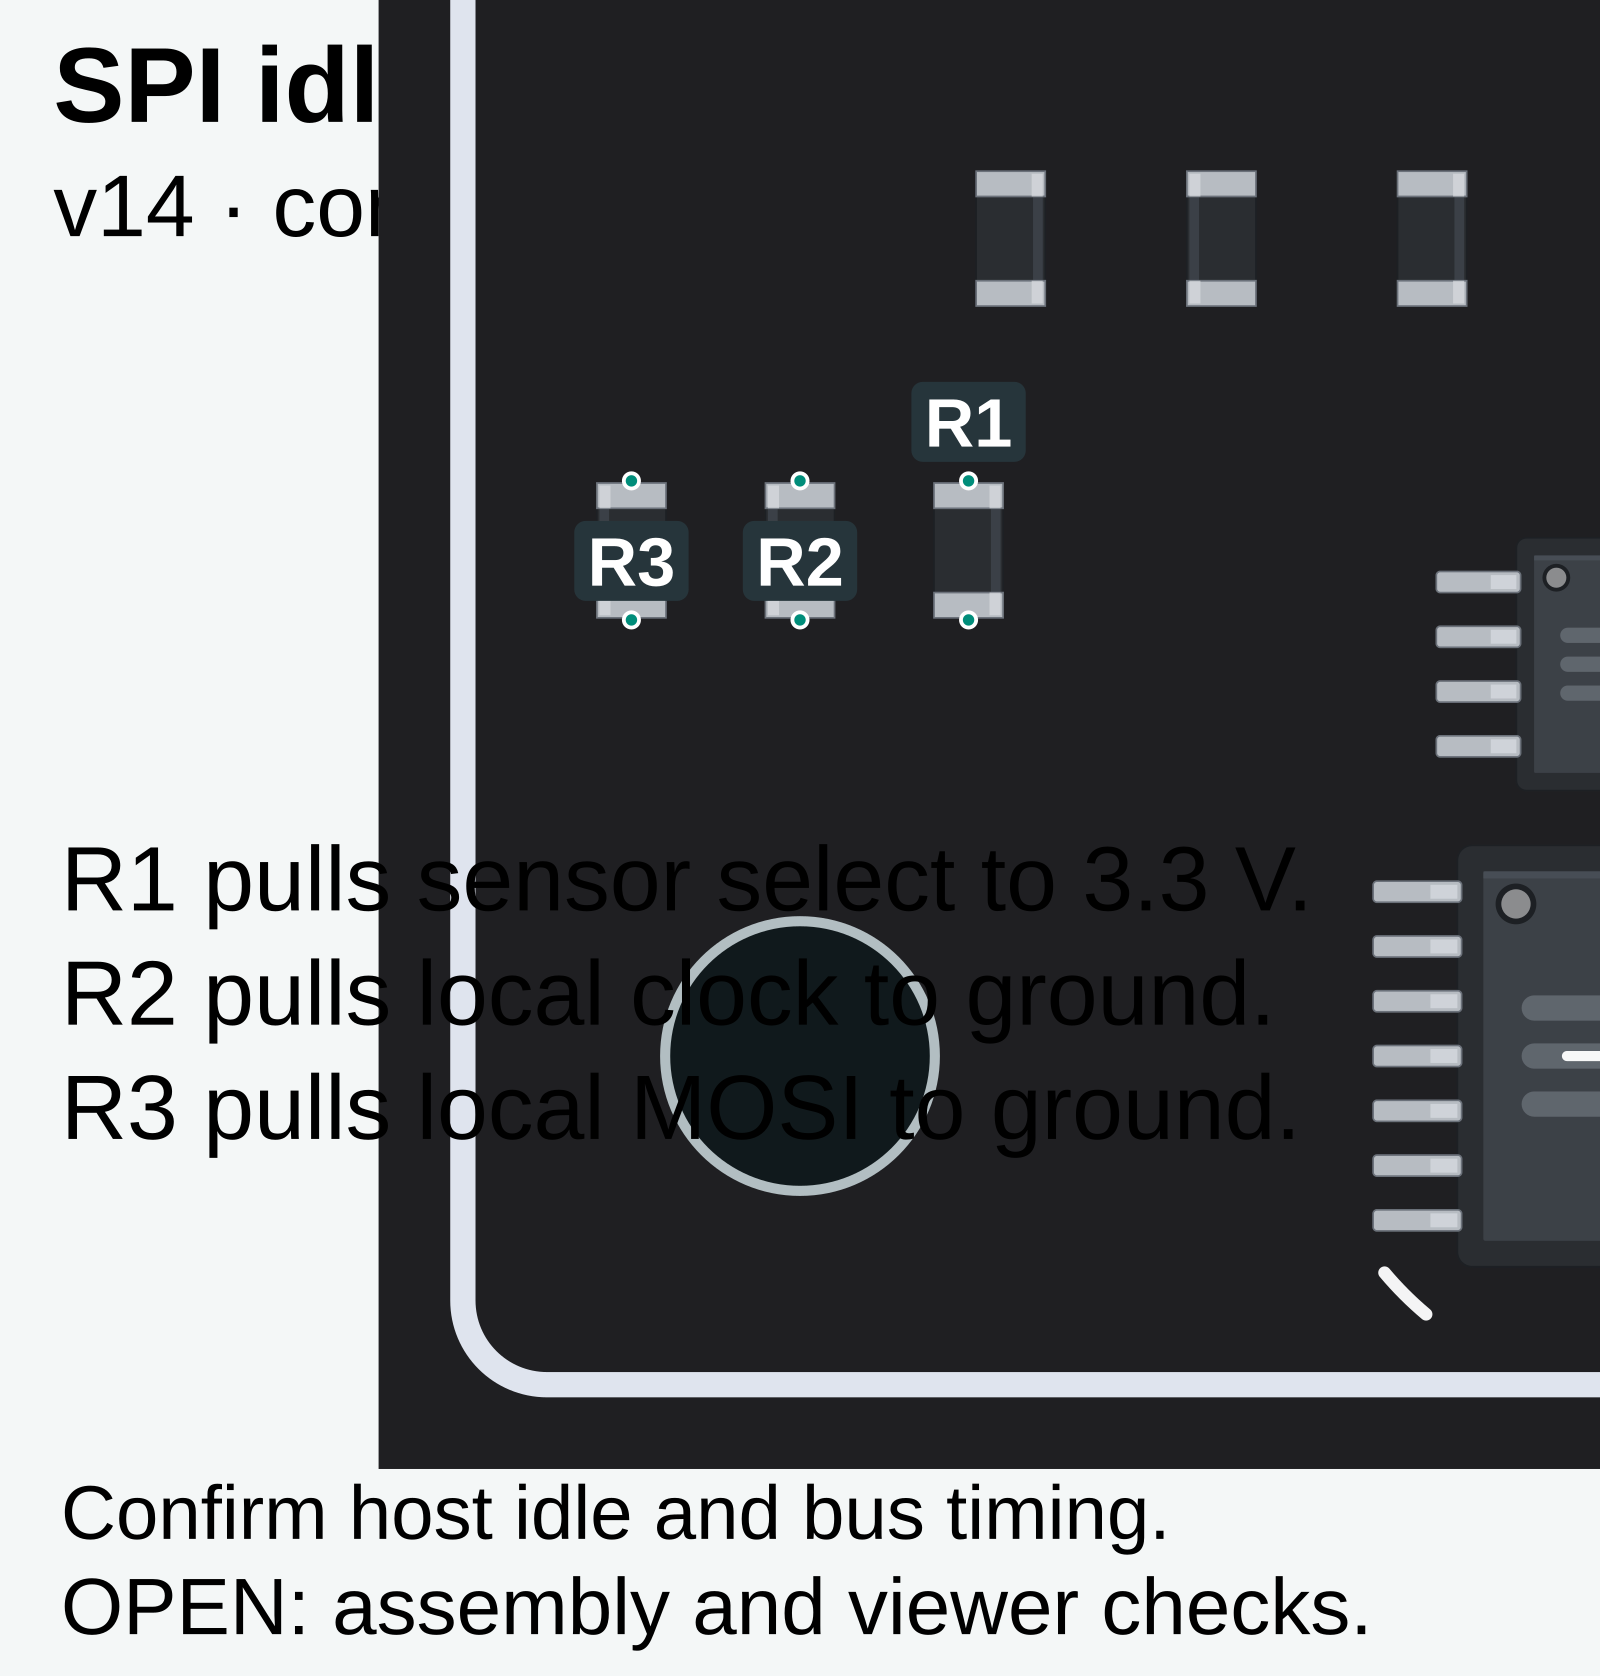 SPI idl
v14 · cor
R1
R3 R2
R1 pulls sensor select to 3.3 V.
R2 pulls local clock to ground.
R3 pulls local MOSI to ground.
Confirm host idle and bus timing.
OPEN: assembly and viewer checks.